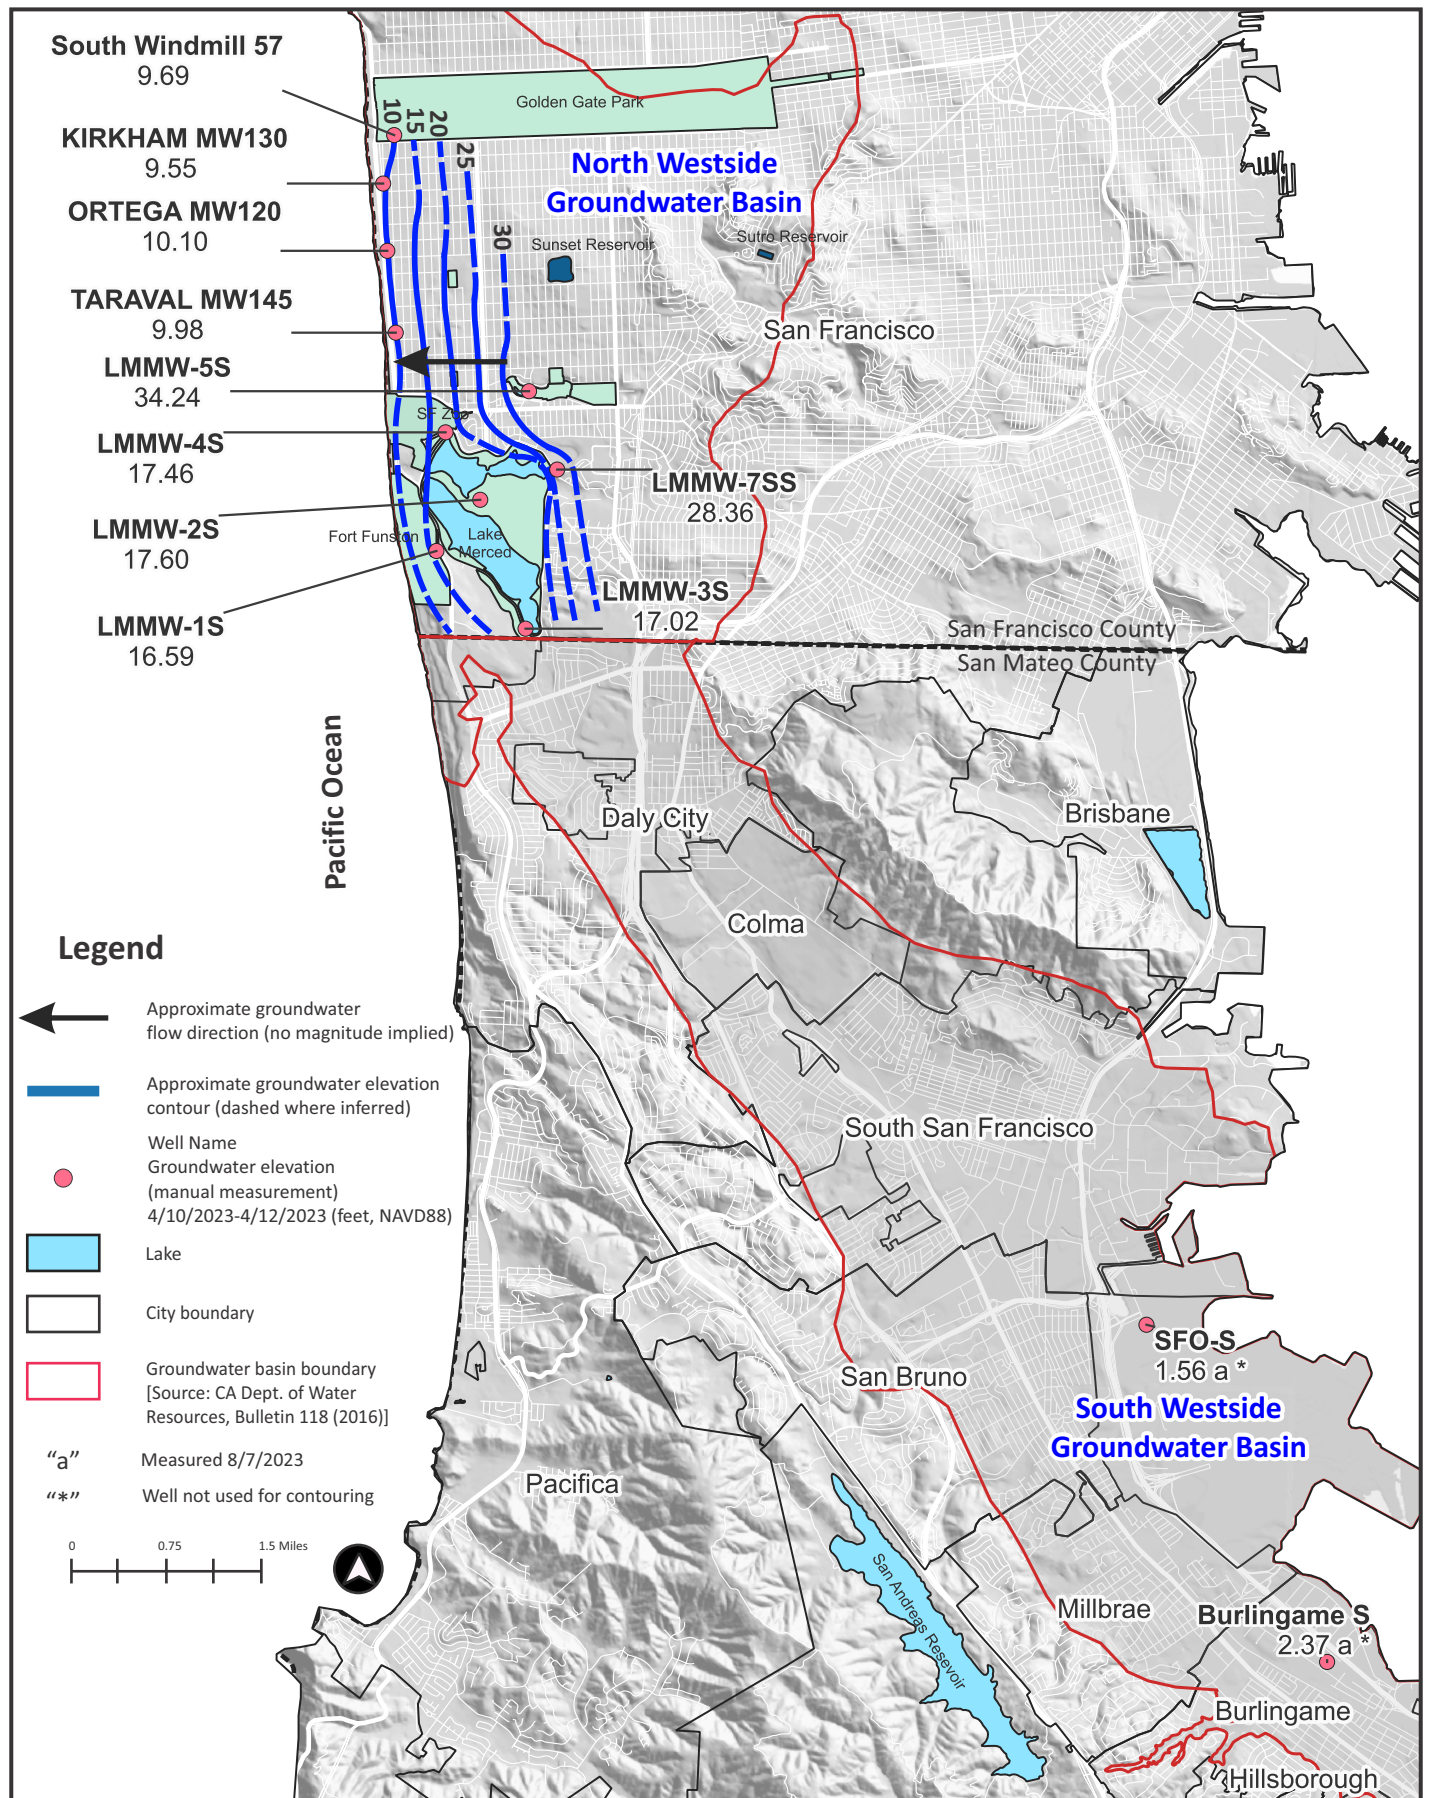 South Windmill 57
9.69
KIRKHAM MW130
9.55
ORTEGA MW120
10.10
TARAVAL MW145
9.98
LMMW-5S
34.24
LMMW-4S
17.46
LMMW-2S
17.60
LMMW-1S
16.59
10
15
20
25
30
Golden Gate Park
North Westside
Groundwater Basin
Sunset Reservoir
Sutro Reservoir
San Francisco
SF Zoo
LMMW-7SS
28.36
Fort Funston
Lake
Merced
LMMW-3S
17.02
San Francisco County
San Mateo County
Pacific Ocean
Daly City
Brisbane
Colma
South San Francisco
SFO-S
1.56 a *
San Bruno
South Westside
Groundwater Basin
Pacifica
San Andreas Resevoir
Millbrae
Burlingame S
2.37 a *
Burlingame
Hillsborough
Legend
Approximate groundwater
flow direction (no magnitude implied)
Approximate groundwater elevation
contour (dashed where inferred)
Well Name
Groundwater elevation
(manual measurement)
4/10/2023-4/12/2023 (feet, NAVD88)
Lake
City boundary
Groundwater basin boundary
[Source: CA Dept. of Water
Resources, Bulletin 118 (2016)]
“a” Measured 8/7/2023
“*” Well not used for contouring
0 0.75 1.5 Miles